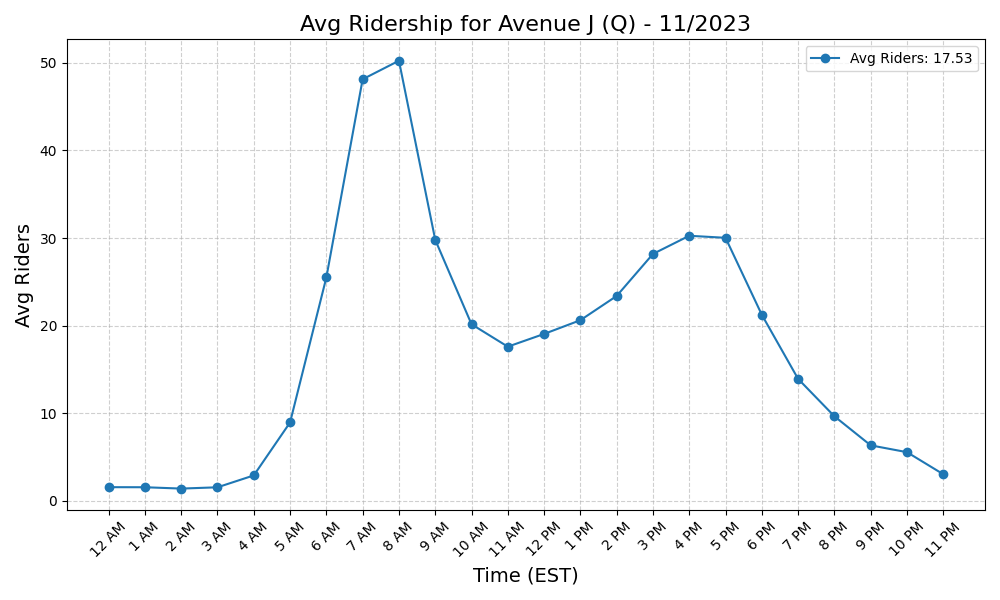 Avg Ridership for Avenue J (Q) - 11/2023
Avg Riders: 17.53
Avg Riders
50
40
30
20
10
0
12 AM
1 AM
2 AM
3 AM
4 AM
5 AM
6 AM
7 AM
8 AM
9 AM
10 AM
11 AM
12 PM
1 PM
2 PM
3 PM
4 PM
5 PM
6 PM
7 PM
8 PM
9 PM
10 PM
11 PM
Time (EST)